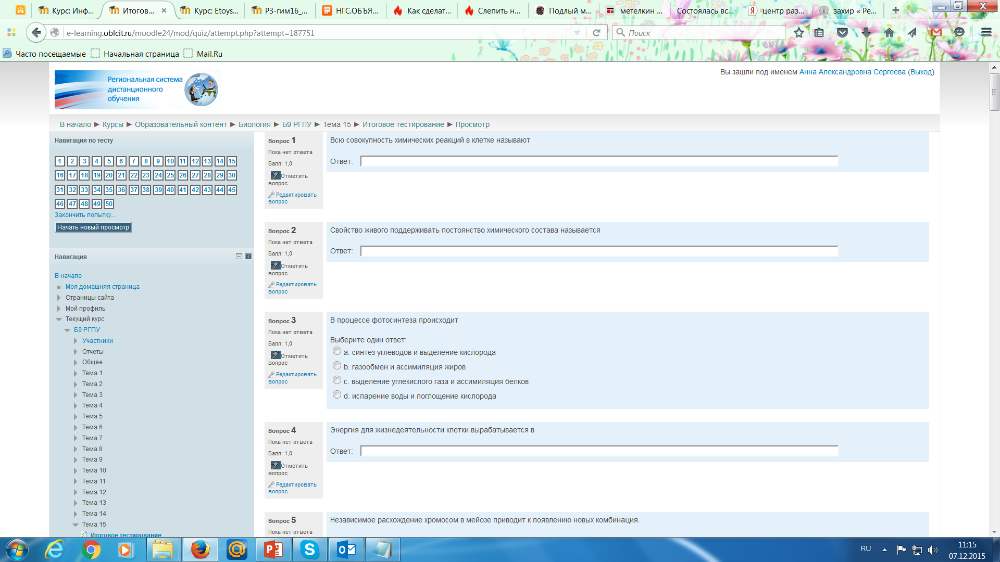 Курс: Инф...
Итогов...
Курс: Etoys...
Р3-гим16_...
НГС.ОБЪЯ...
Как сделат...
Слепить н...
Подлый м...
метелкин ...
Состоялась вс...
центр раз...
захир « Ре...
e-learning.oblcit.ru/moodle24/mod/quiz/attempt.php?attempt=187751
Поиск
Часто посещаемые
Начальная страница
Mail.Ru
Региональная система
дистанционного
обучения
Вы зашли под именем Анна Александровна Сергеева (Выход)
В начало ► Курсы ► Образовательный контент ► Биология ► Б9 РГПУ ► Тема 15 ► Итоговое тестирование ► Просмотр
Навигация по тесту
1 2 3 4 5 6 7 8 9 10 11 12 13 14 15
16 17 18 19 20 21 22 23 24 25 26 27 28 29 30
31 32 33 34 35 36 37 38 39 40 41 42 43 44 45
46 47 48 49 50
Закончить попытку...
Начать новый просмотр
Навигация
В начало
Моя домашняя страница
Страницы сайта
Мой профиль
Текущий курс
Б9 РГПУ
Участники
Отчеты
Общее
Тема 1
Тема 2
Тема 3
Тема 4
Тема 5
Тема 6
Тема 7
Тема 8
Тема 9
Тема 10
Тема 11
Тема 12
Тема 13
Тема 14
Тема 15
Итоговое тестирование
Вопрос 1
Пока нет ответа
Балл: 1,0
Отметить
вопрос
Редактировать
вопрос
Всю совокупность химических реакций в клетке называют
Ответ:
Вопрос 2
Пока нет ответа
Балл: 1,0
Отметить
вопрос
Редактировать
вопрос
Свойство живого поддерживать постоянство химического состава называется
Ответ:
Вопрос 3
Пока нет ответа
Балл: 1,0
Отметить
вопрос
Редактировать
вопрос
В процессе фотосинтеза происходит
Выберите один ответ:
a. синтез углеводов и выделение кислорода
b. газообмен и ассимиляция жиров
c. выделение углекислого газа и ассимиляция белков
d. испарение воды и поглощение кислорода
Вопрос 4
Пока нет ответа
Балл: 1,0
Отметить
вопрос
Редактировать
вопрос
Энергия для жизнедеятельности клетки вырабатывается в
Ответ:
Вопрос 5
Пока нет ответа
Независимое расхождение хромосом в мейозе приводит к появлению новых комбинация.
RU
11:15
07.12.2015